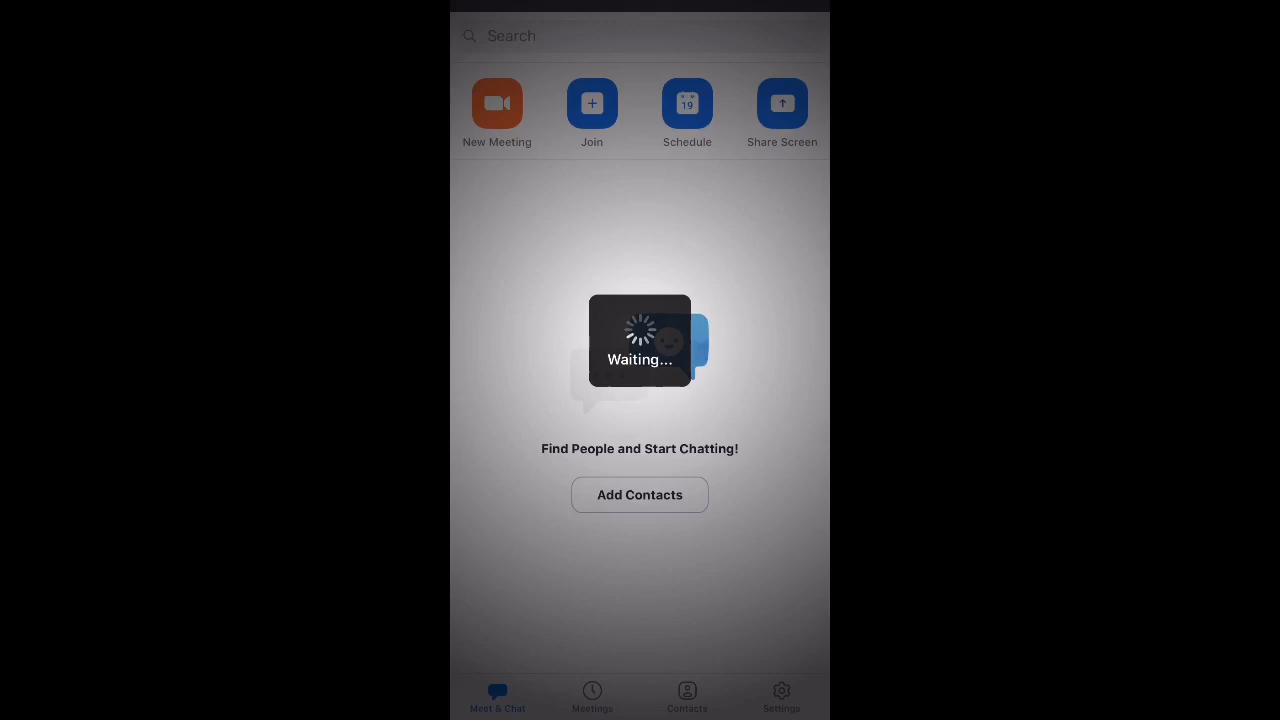 Search
New Meeting
Join
Schedule
Share Screen
19
Waiting...
Find People and Start Chatting!
Add Contacts
Meet & Chat
Meetings
Contacts
Settings